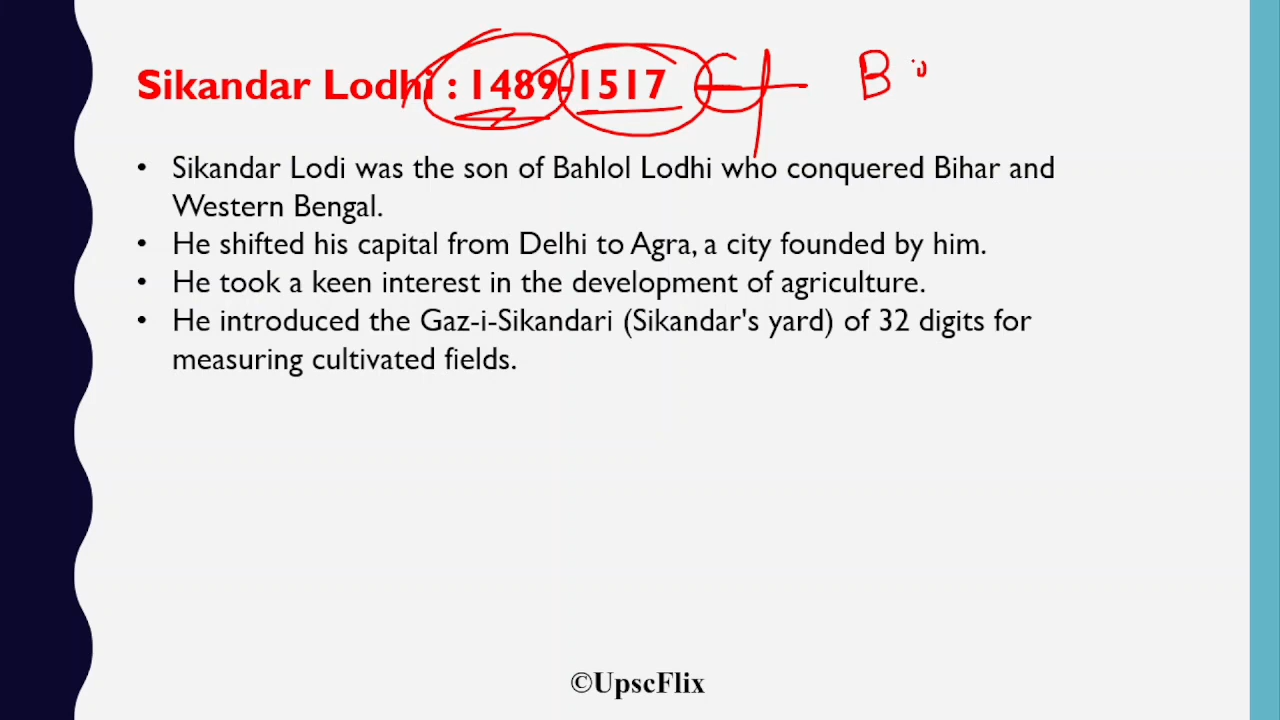 Sikandar Lodhi : 1489-1517 B
• Sikandar Lodi was the son of Bahlol Lodhi who conquered Bihar and
Western Bengal.
• He shifted his capital from Delhi to Agra, a city founded by him.
• He took a keen interest in the development of agriculture.
• He introduced the Gaz-i-Sikandari (Sikandar's yard) of 32 digits for
measuring cultivated fields.
©UpscFlix